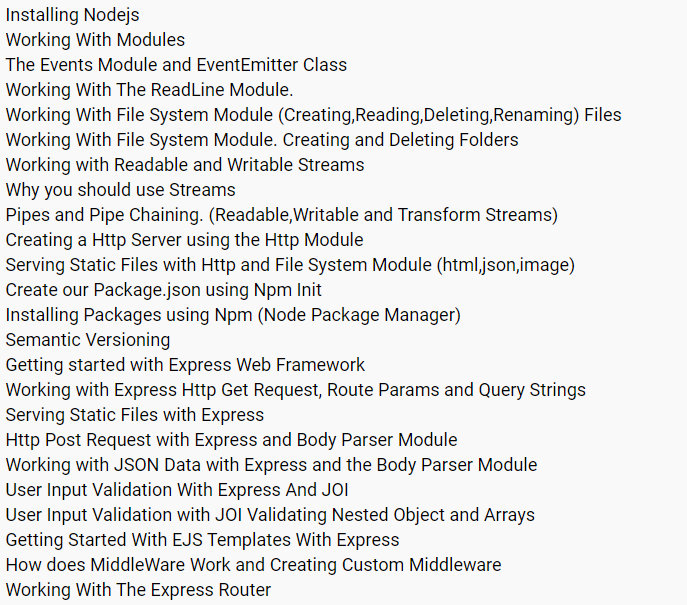 Installing Nodejs
Working With Modules
The Events Module and EventEmitter Class
Working With The ReadLine Module.
Working With File System Module (Creating,Reading,Deleting,Renaming) Files
Working With File System Module. Creating and Deleting Folders
Working with Readable and Writable Streams
Why you should use Streams
Pipes and Pipe Chaining. (Readable,Writable and Transform Streams)
Creating a Http Server using the Http Module
Serving Static Files with Http and File System Module (html,json,image)
Create our Package.json using Npm Init
Installing Packages using Npm (Node Package Manager)
Semantic Versioning
Getting started with Express Web Framework
Working with Express Http Get Request, Route Params and Query Strings
Serving Static Files with Express
Http Post Request with Express and Body Parser Module
Working with JSON Data with Express and the Body Parser Module
User Input Validation With Express And JOI
User Input Validation with JOI Validating Nested Object and Arrays
Getting Started With EJS Templates With Express
How does MiddleWare Work and Creating Custom Middleware
Working With The Express Router